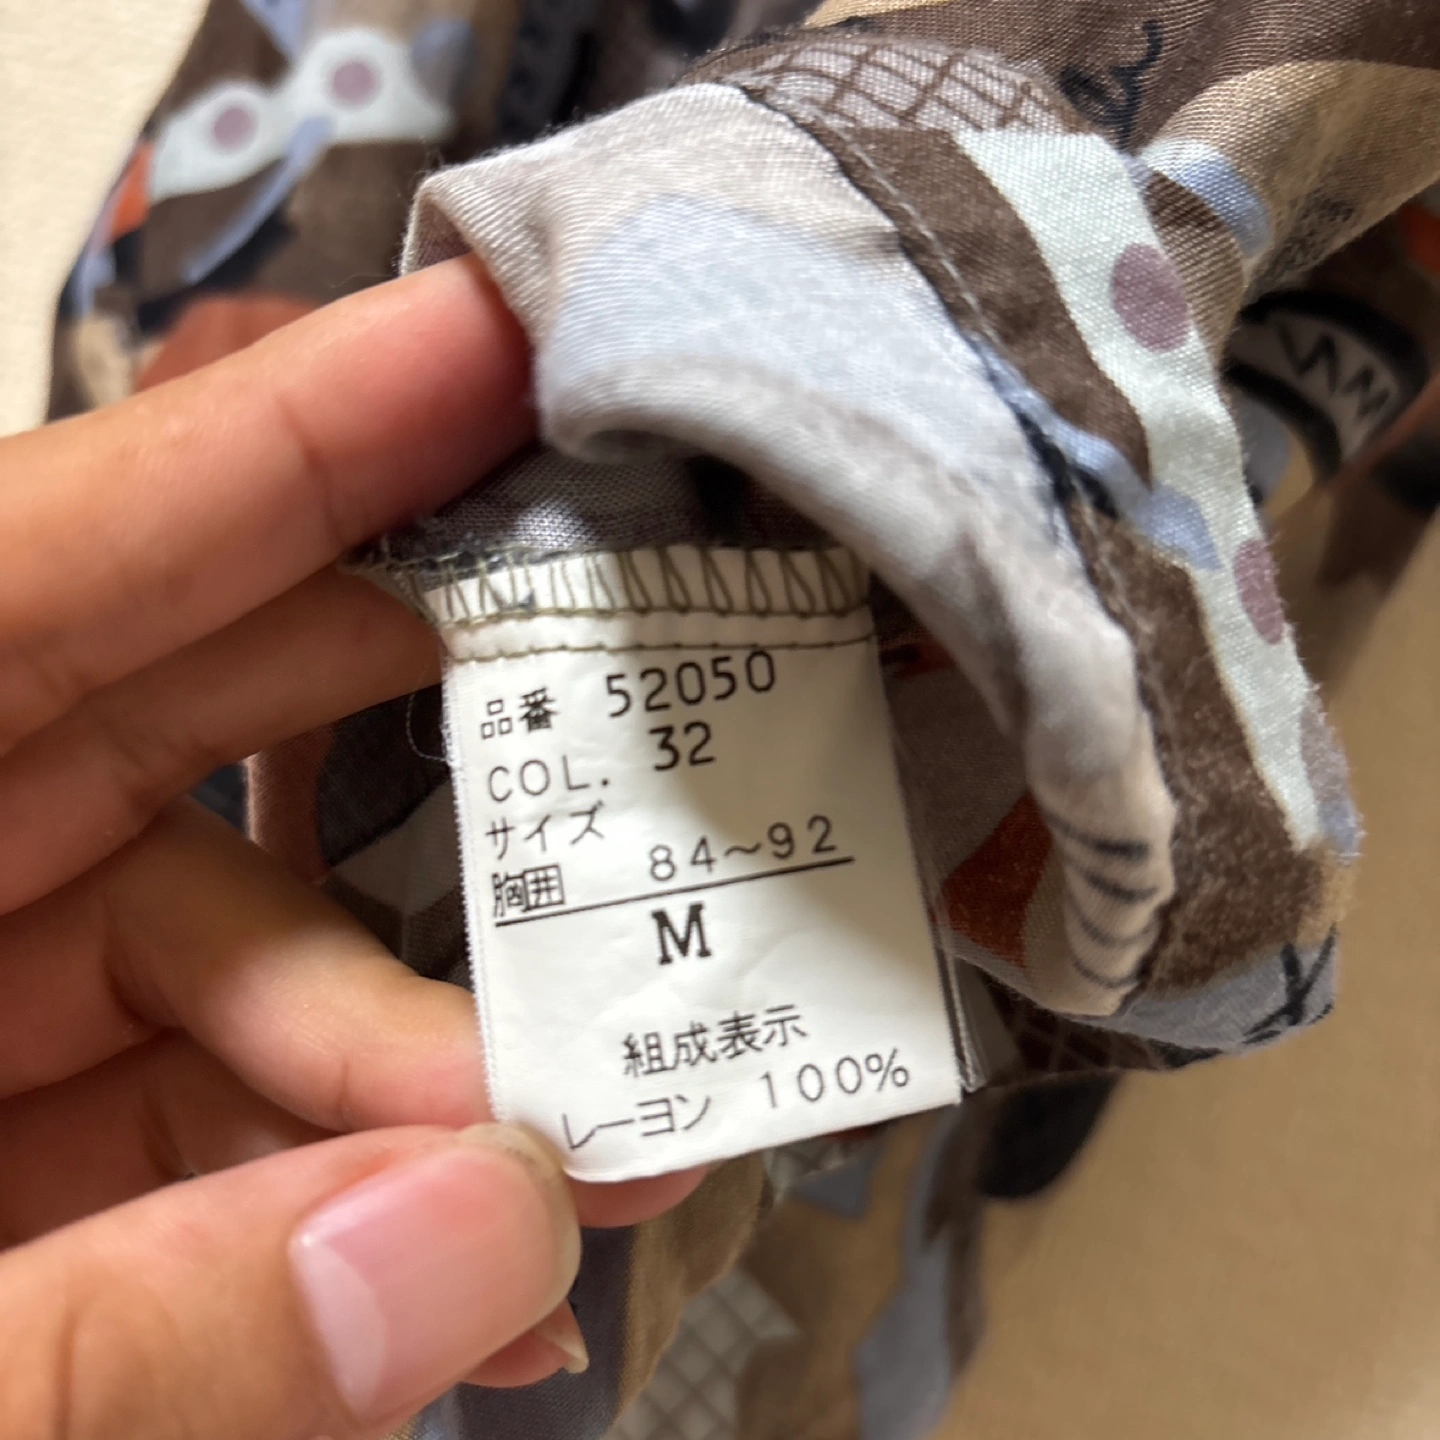 品番 52050
COL. 32
サイズ
胸囲 84〜92
M
組成表示
レーヨン 100%